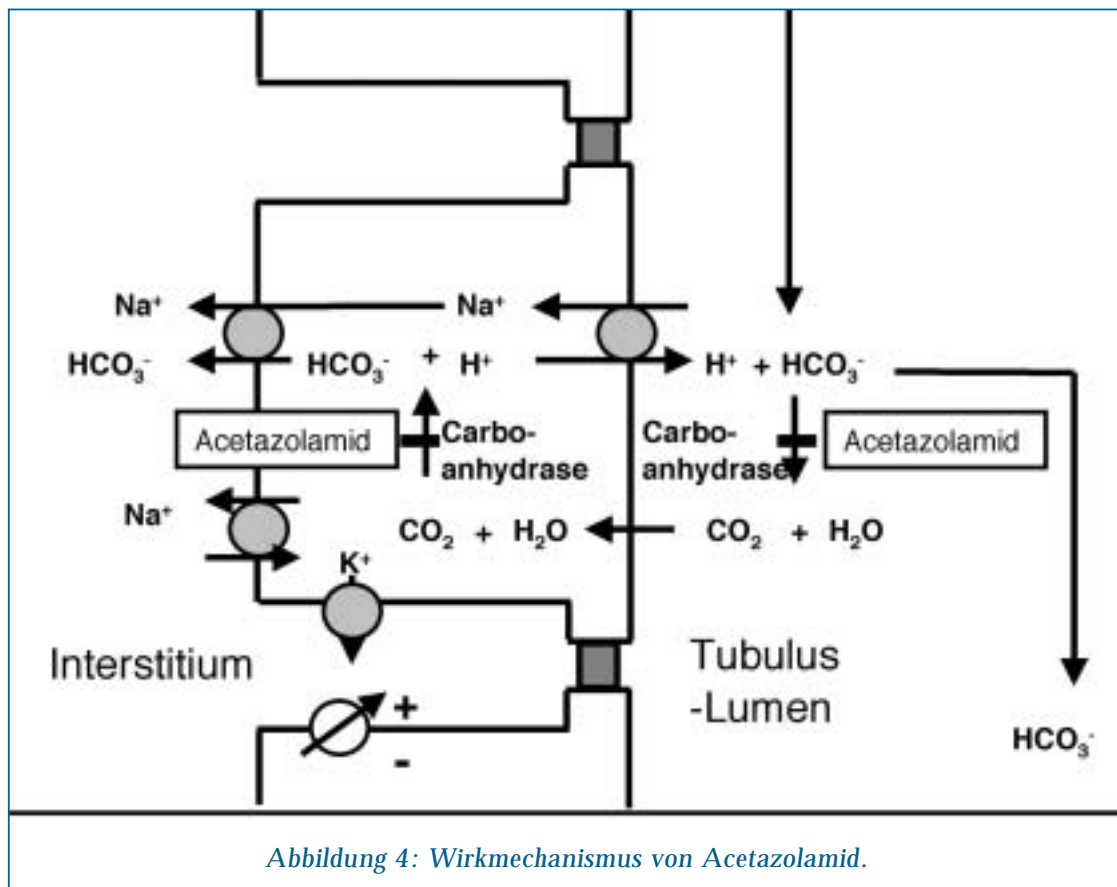 Na⁺ Na⁺
HCO₃⁻ HCO₃⁻ + H⁺ H⁺ + HCO₃⁻
Acetazolamid Carbo-
anhydrase Carbo-
anhydrase Acetazolamid
Na⁺
CO₂ + H₂O CO₂ + H₂O
K⁺
Interstitium
Tubulus
-Lumen
+
-
HCO₃⁻
Abbildung 4: Wirkmechanismus von Acetazolamid.